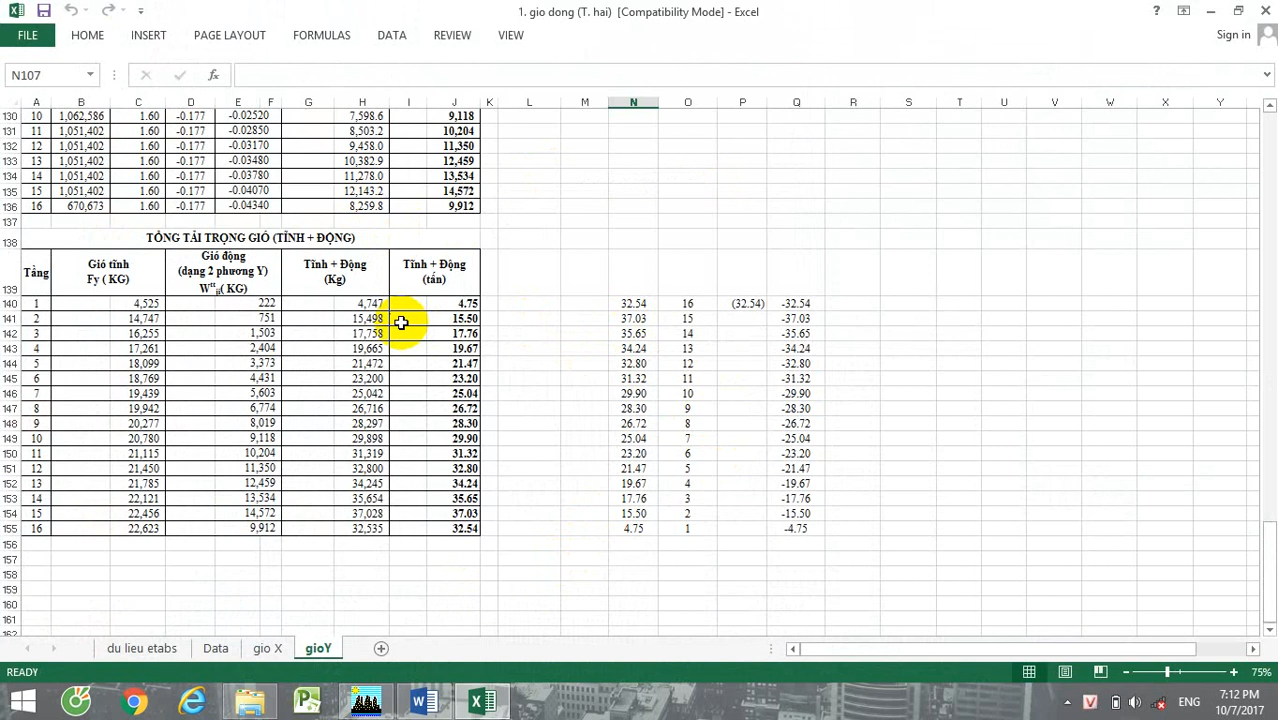 1. gio dong (T. hai) [Compatibility Mode] - Excel
FILE HOME INSERT PAGE LAYOUT FORMULAS DATA REVIEW VIEW Sign in
N107
A B C D E F G H I J K L M N O P Q R S T U V W X Y
130 10 1,062,586 1.60 -0.177 -0.02520 7,598.6 9,118
131 11 1,051,402 1.60 -0.177 -0.02850 8,503.2 10,204
132 12 1,051,402 1.60 -0.177 -0.03170 9,458.0 11,350
133 13 1,051,402 1.60 -0.177 -0.03480 10,382.9 12,459
134 14 1,051,402 1.60 -0.177 -0.03780 11,278.0 13,534
135 15 1,051,402 1.60 -0.177 -0.04070 12,143.2 14,572
136 16 670,673 1.60 -0.177 -0.04340 8,259.8 9,912
137
138 TỔNG TẢI TRỌNG GIÓ (TĨNH + ĐỘNG)
139 Tầng
Gió tĩnh
Fy ( KG)
Gió động
(dạng 2 phương Y)
Wttji( KG)
Tĩnh + Động
(Kg)
Tĩnh + Động
(tấn)
140 1 4,525 222 4,747 4.75 32.54 16 (32.54) -32.54
141 2 14,747 751 15,498 15.50 37.03 15 -37.03
142 3 16,255 1,503 17,758 17.76 35.65 14 -35.65
143 4 17,261 2,404 19,665 19.67 34.24 13 -34.24
144 5 18,099 3,373 21,472 21.47 32.80 12 -32.80
145 6 18,769 4,431 23,200 23.20 31.32 11 -31.32
146 7 19,439 5,603 25,042 25.04 29.90 10 -29.90
147 8 19,942 6,774 26,716 26.72 28.30 9 -28.30
148 9 20,277 8,019 28,297 28.30 26.72 8 -26.72
149 10 20,780 9,118 29,898 29.90 25.04 7 -25.04
150 11 21,115 10,204 31,319 31.32 23.20 6 -23.20
151 12 21,450 11,350 32,800 32.80 21.47 5 -21.47
152 13 21,785 12,459 34,245 34.24 19.67 4 -19.67
153 14 22,121 13,534 35,654 35.65 17.76 3 -17.76
154 15 22,456 14,572 37,028 37.03 15.50 2 -15.50
155 16 22,623 9,912 32,535 32.54 4.75 1 -4.75
156
157
158
159
160
161
162
du lieu etabs Data gio X gioY
READY 75%
V ENG 7:12 PM
10/7/2017